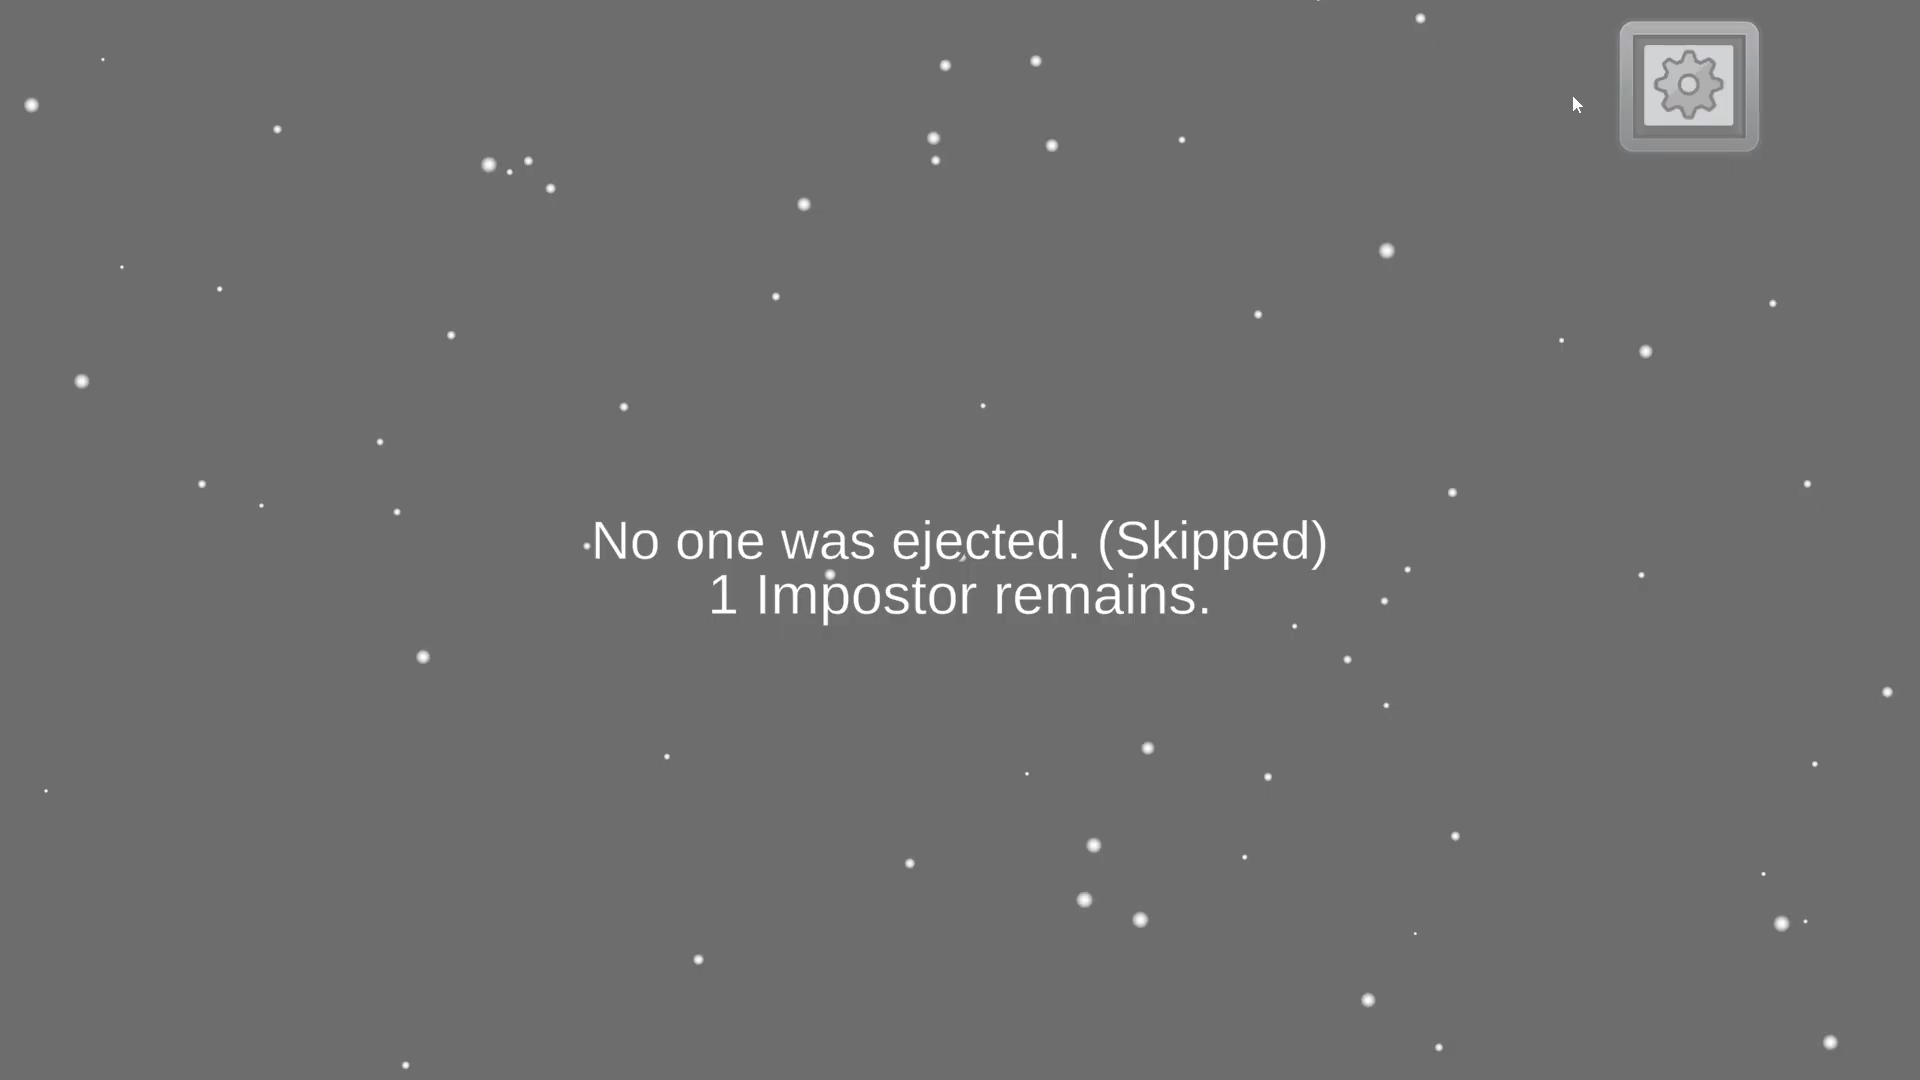 No one was ejected. (Skipped)
1 Impostor remains.